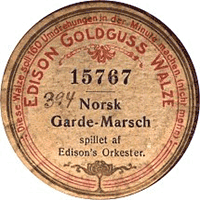 Diese Walze soll 160 Umdrehungen in der Minute machen (nicht mehr)
EDISON GOLDGUSS WALZE
15767
394
Norsk
Garde-Marsch
spillet af
Edison's Orkester.